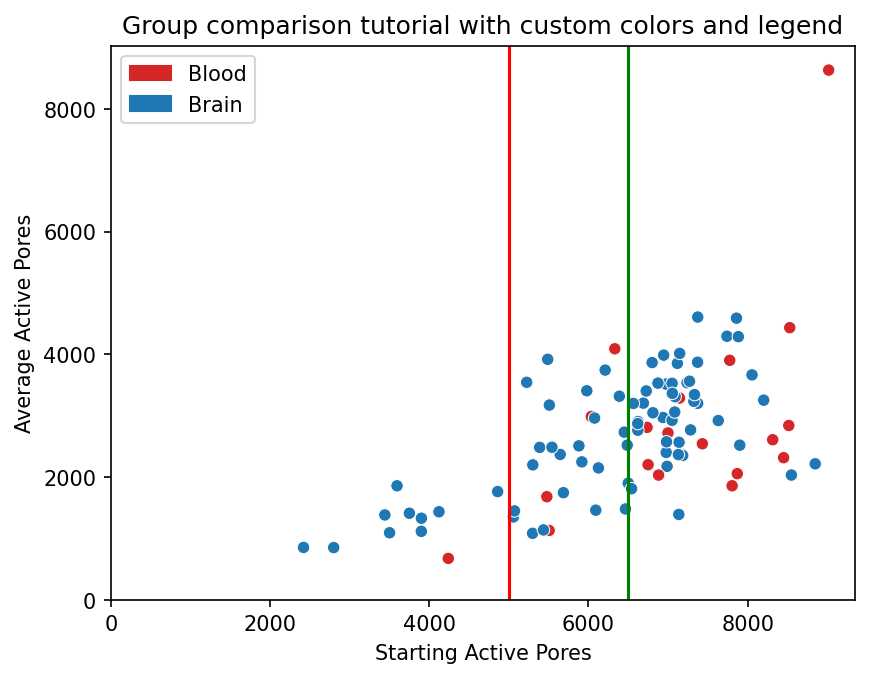 Group comparison tutorial with custom colors and legend
Blood
Brain
8000
6000
4000
2000
0
Average Active Pores
0 2000 4000 6000 8000
Starting Active Pores